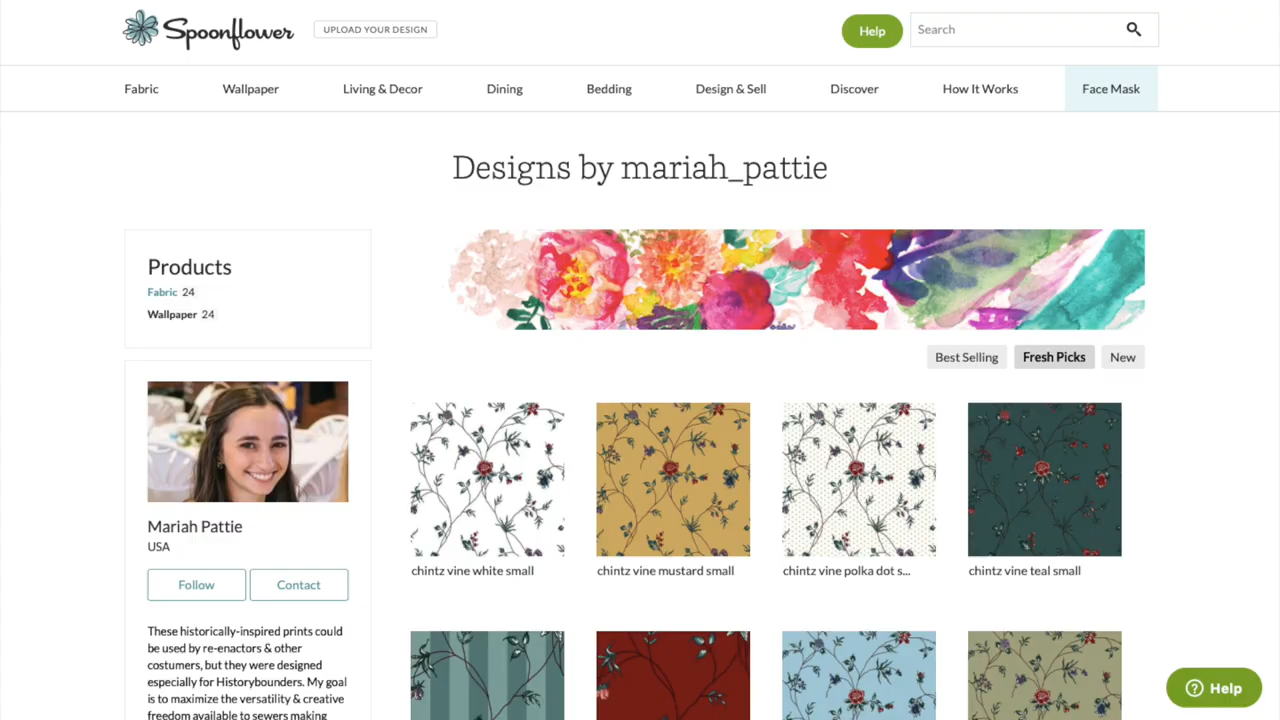 Spoonflower
UPLOAD YOUR DESIGN
Help
Search
Fabric Wallpaper Living & Decor Dining Bedding Design & Sell Discover How It Works Face Mask
Designs by mariah_pattie
Products
Fabric 24
Wallpaper 24
Best Selling Fresh Picks New
Mariah Pattie
USA
Follow Contact
These historically-inspired prints could
be used by re-enactors & other
costumers, but they were designed
especially for Historybounders. My goal
is to maximize the versatility & creative
freedom available to sewers making
chintz vine white small
chintz vine mustard small
chintz vine polka dot s...
chintz vine teal small
Help